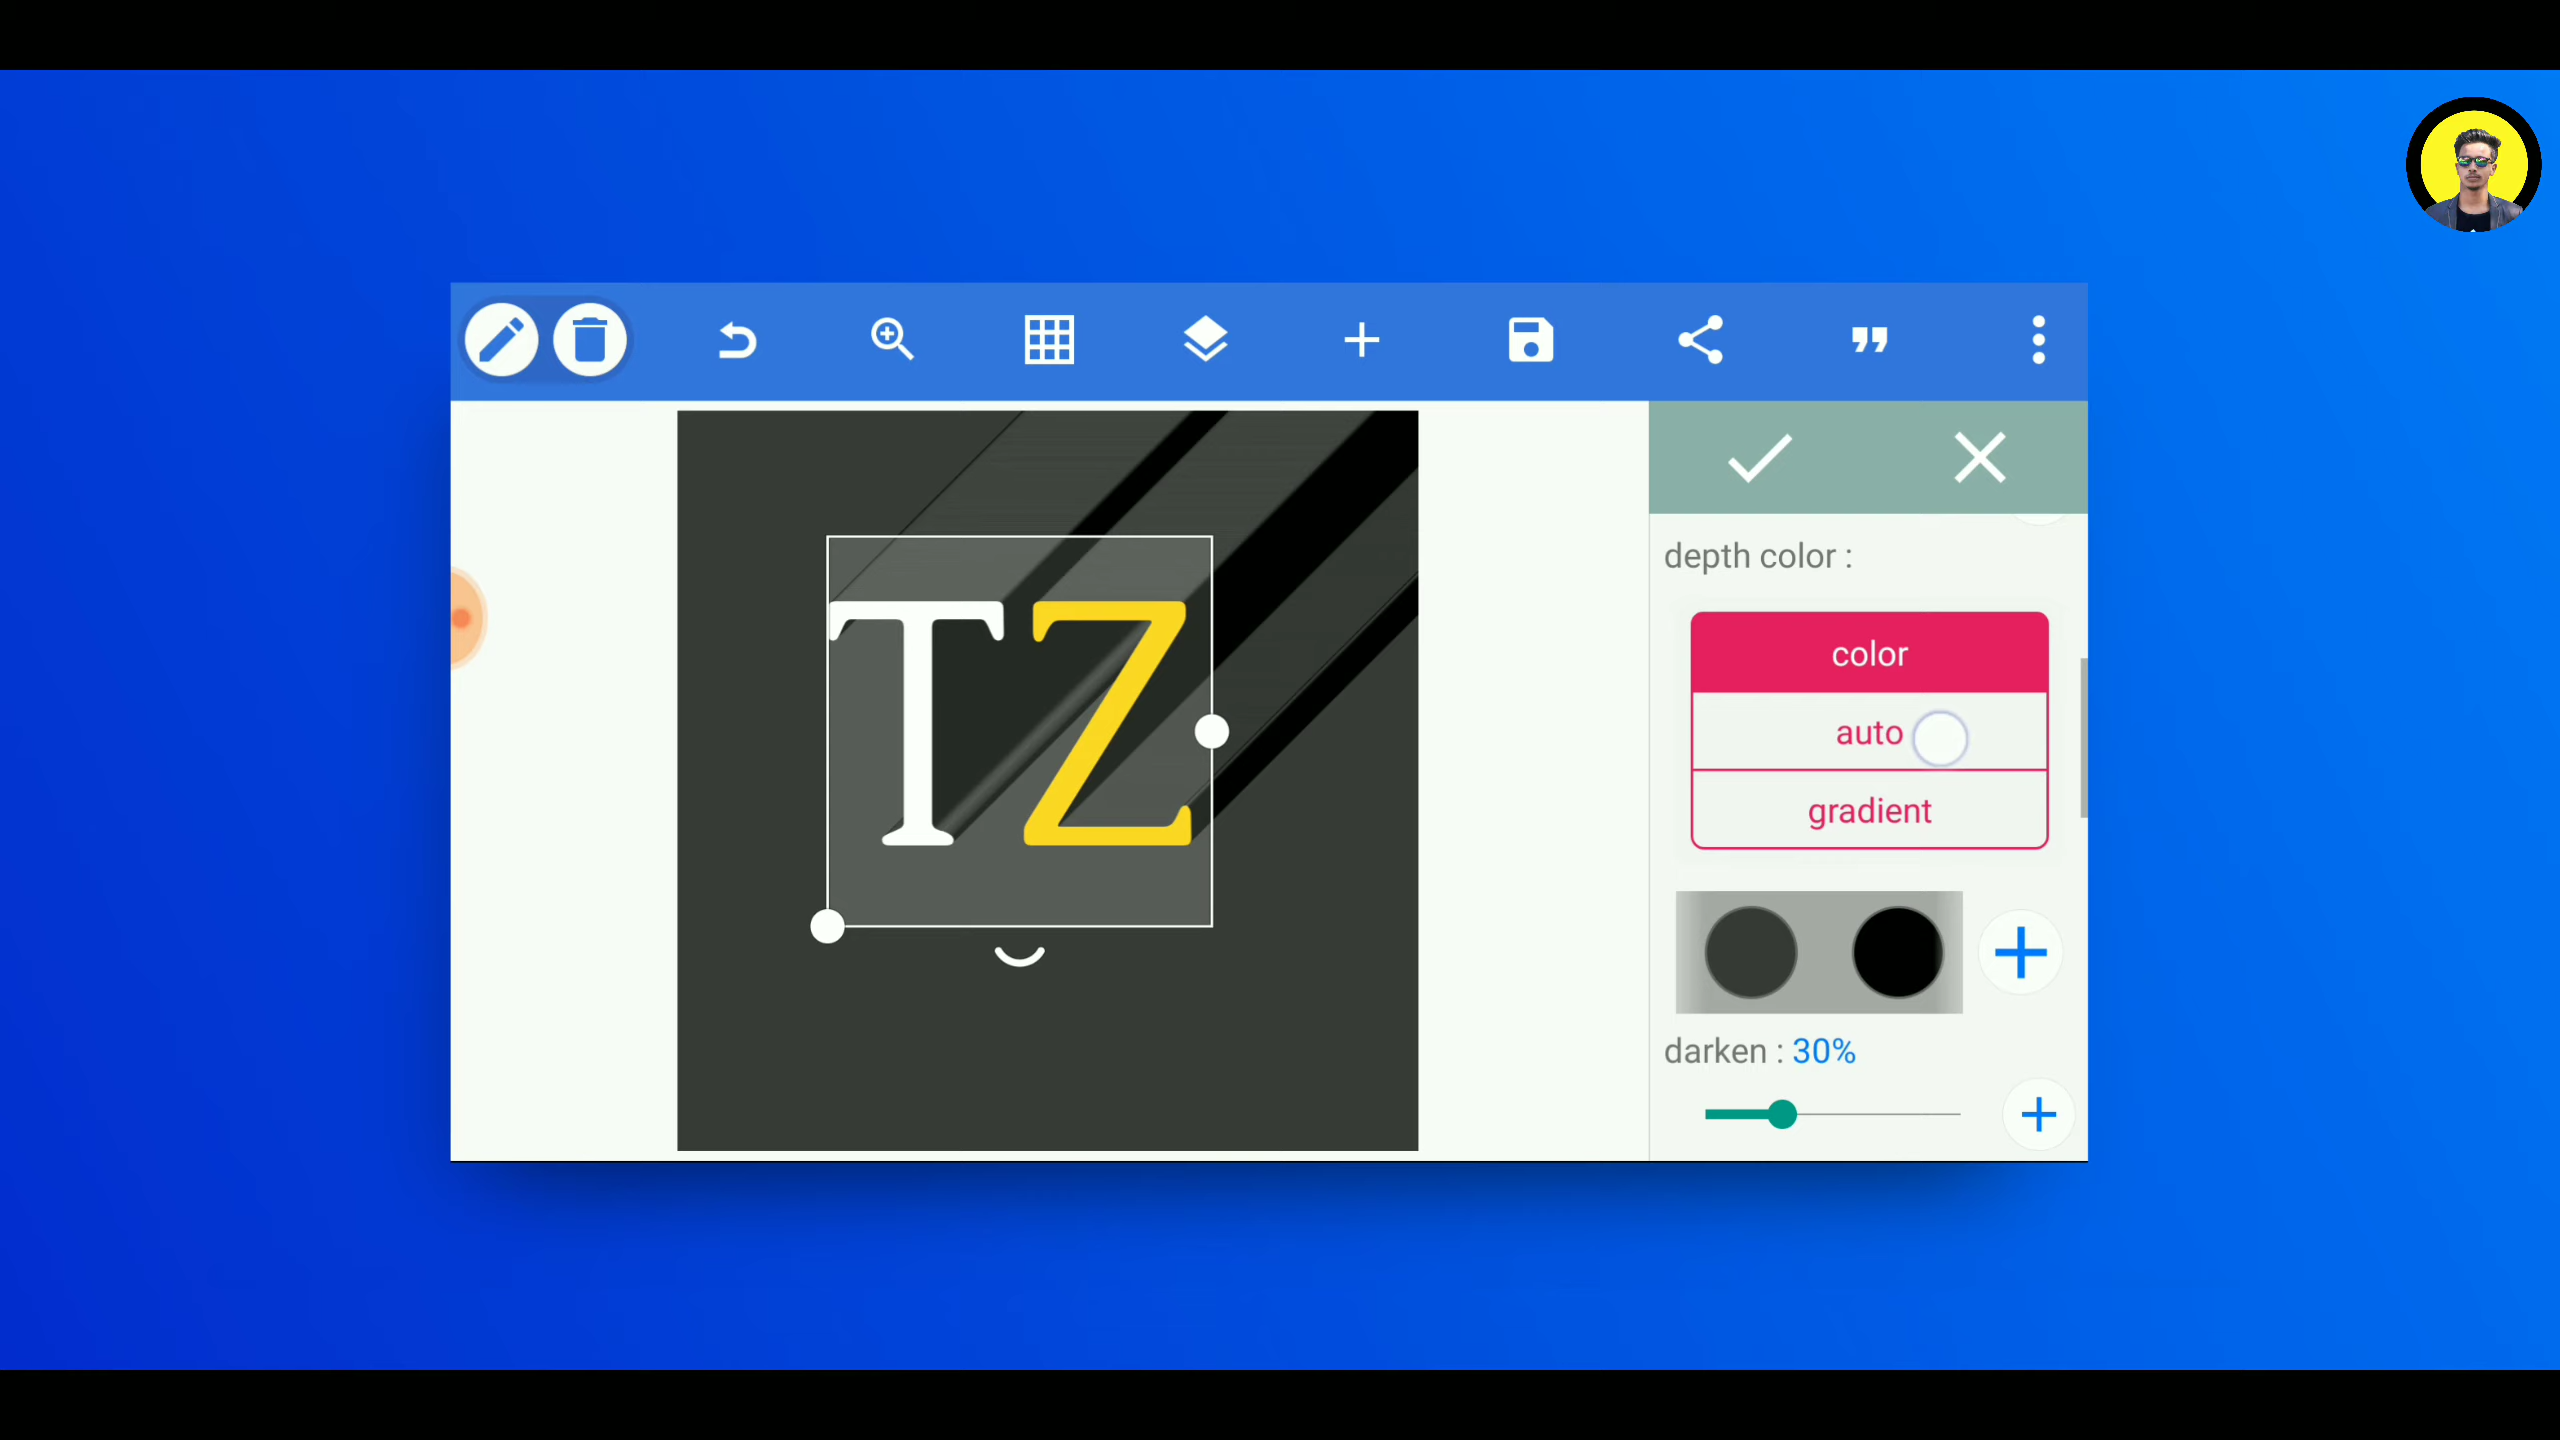 TZ
depth color :
color
auto
gradient
darken : 30%